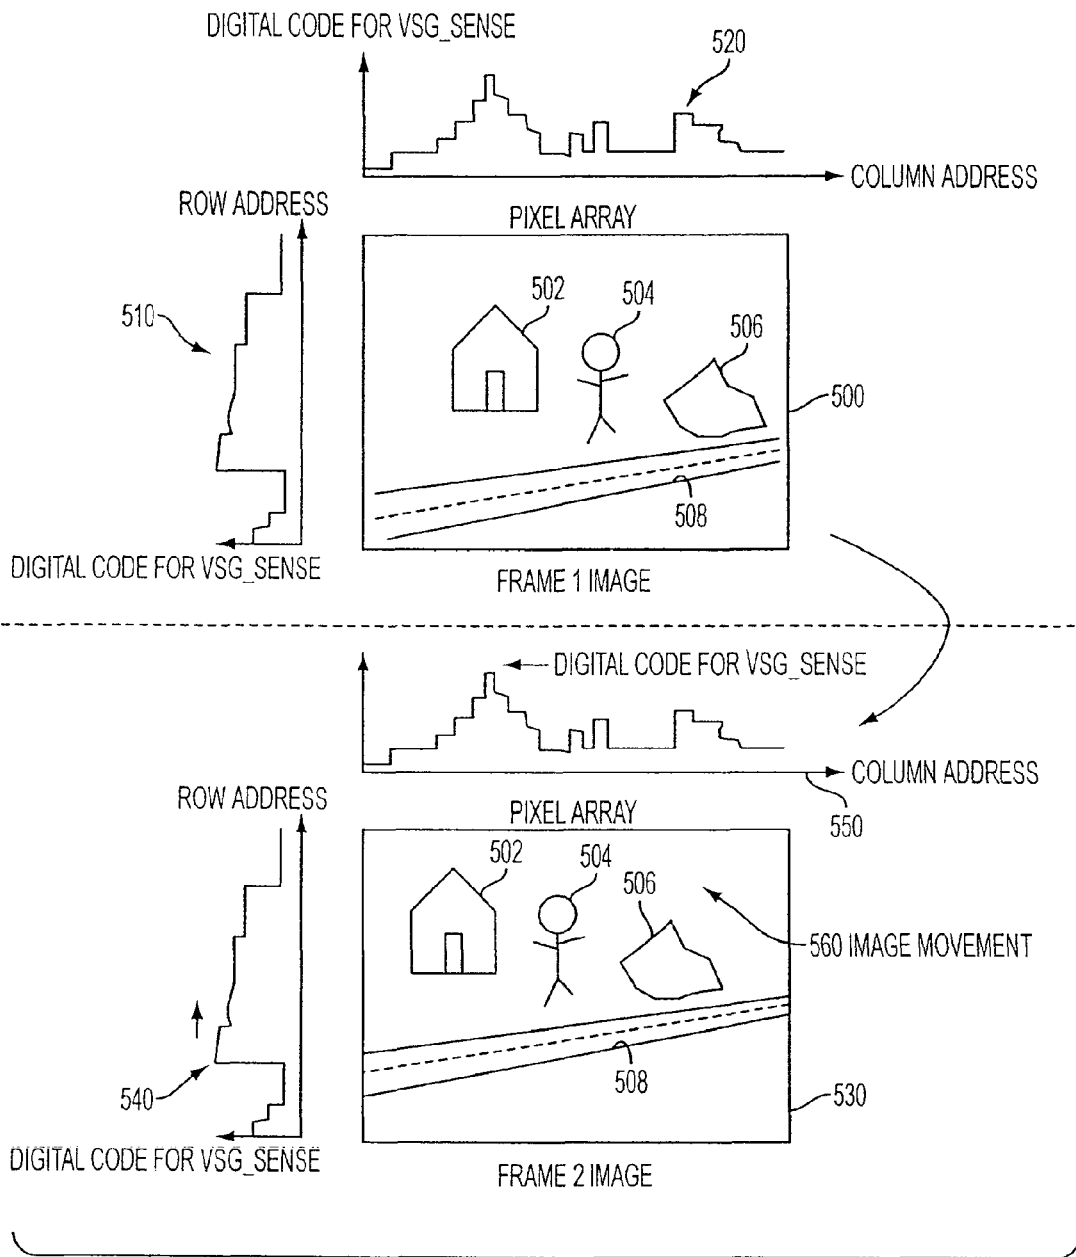 DIGITAL CODE FOR VSG_SENSE
520
COLUMN ADDRESS
ROW ADDRESS
PIXEL ARRAY
510
502
504
506
500
508
DIGITAL CODE FOR VSG_SENSE
FRAME 1 IMAGE
DIGITAL CODE FOR VSG_SENSE
COLUMN ADDRESS
550
ROW ADDRESS
PIXEL ARRAY
502
504
506
560 IMAGE MOVEMENT
508
540
530
DIGITAL CODE FOR VSG_SENSE
FRAME 2 IMAGE